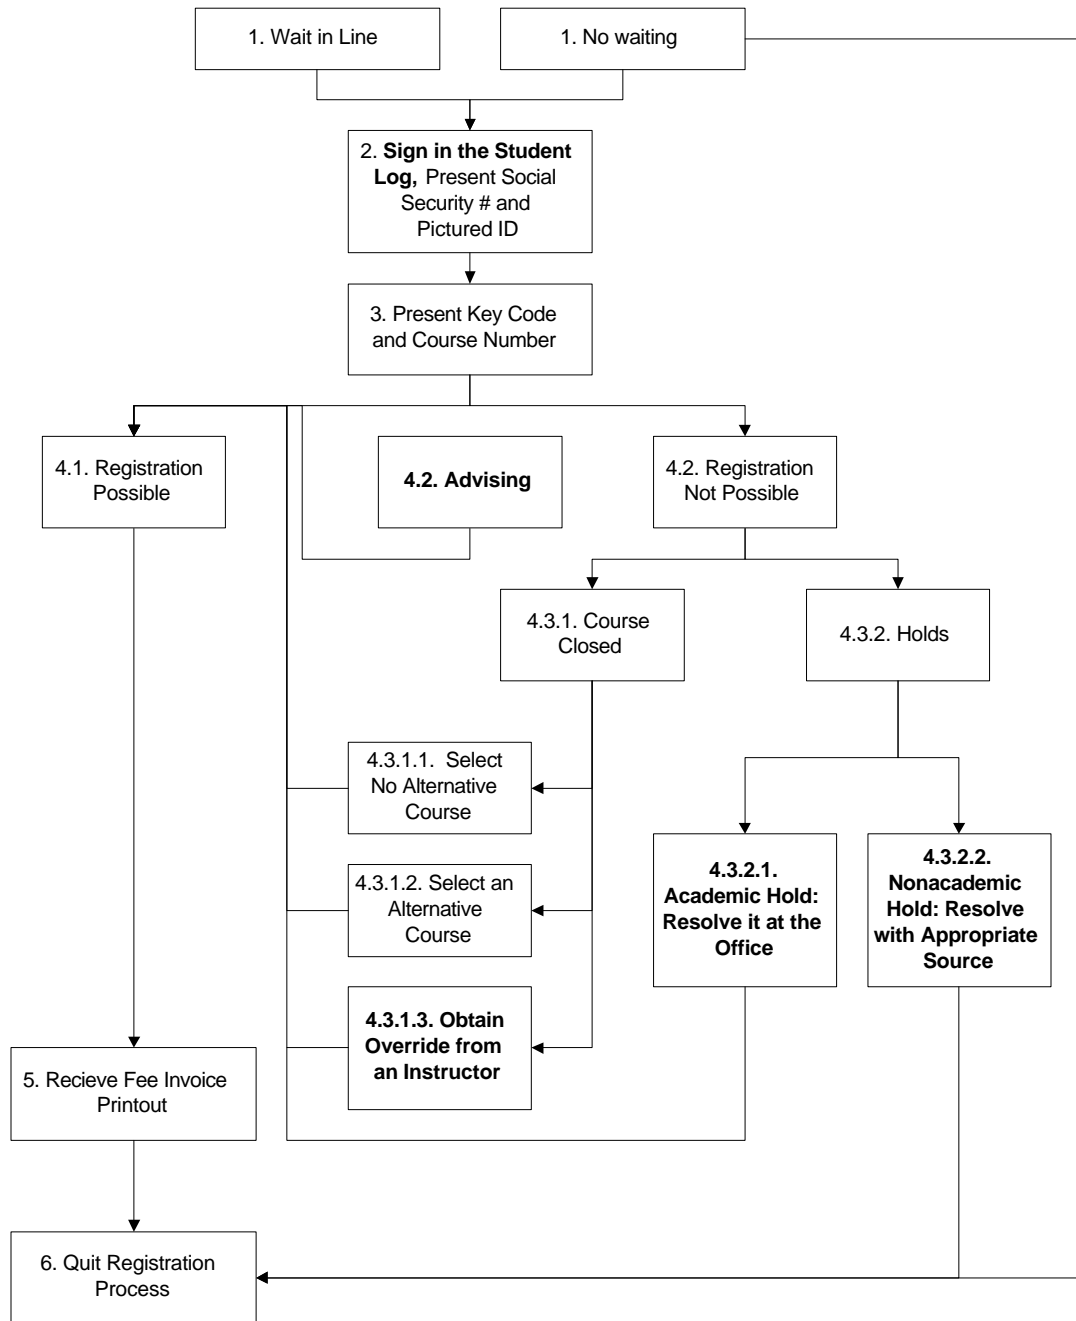 1. Wait in Line
1. No waiting
2. Sign in the Student
Log, Present Social
Security # and
Pictured ID
3. Present Key Code
and Course Number
4.1. Registration
Possible
4.2. Advising
4.2. Registration
Not Possible
4.3.1. Course
Closed
4.3.2. Holds
4.3.1.1. Select
No Alternative
Course
4.3.1.2. Select an
Alternative
Course
4.3.1.3. Obtain
Override from
an Instructor
4.3.2.1.
Academic Hold:
Resolve it at the
Office
4.3.2.2.
Nonacademic
Hold: Resolve
with Appropriate
Source
5. Recieve Fee Invoice
Printout
6. Quit Registration
Process